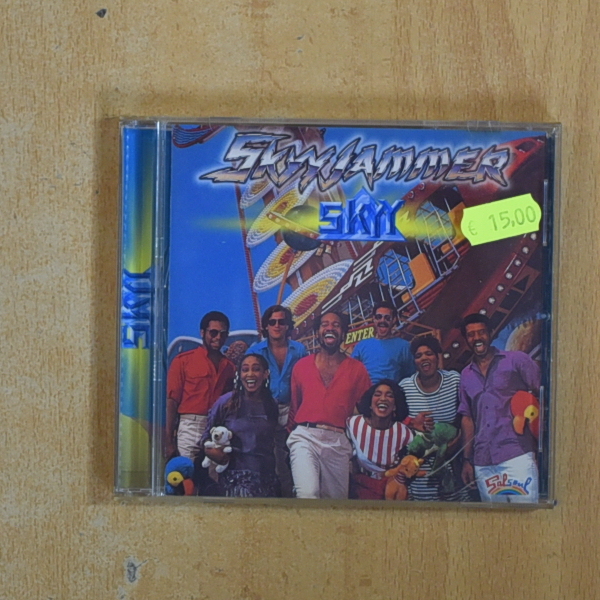 SKYYJAMMER
SKYY
€ 15,00
SKYY
ENTER
Salsoul